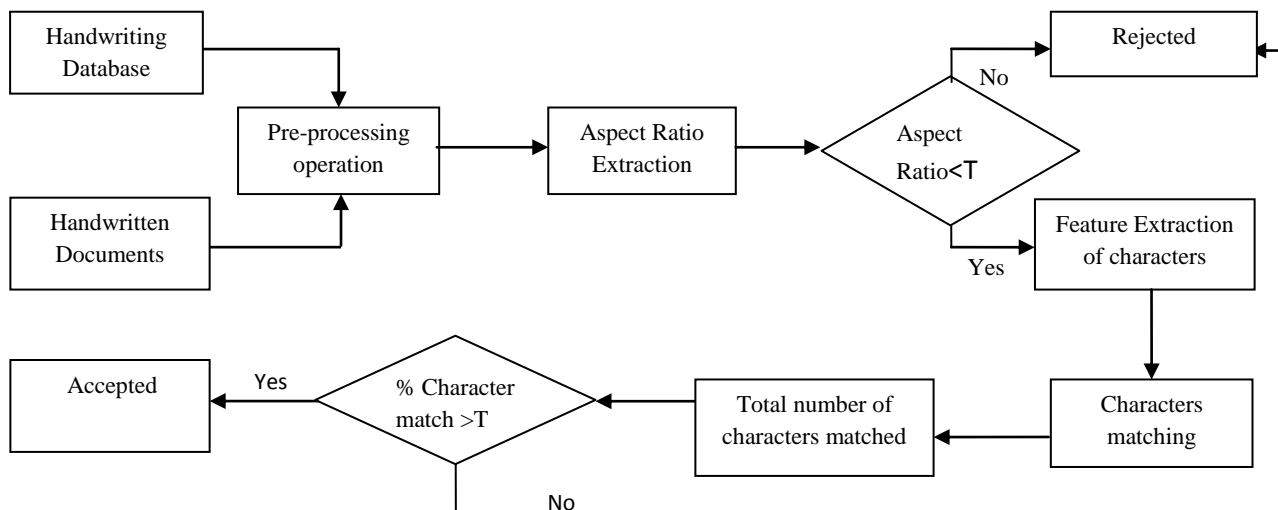 Handwriting
Database
Pre-processing
operation
Handwritten
Documents
Aspect Ratio
Extraction
Aspect
Ratio<T
No
Rejected
Yes
Feature Extraction
of characters
Characters
matching
Total number of
characters matched
% Character
match >T
Yes
Accepted
No